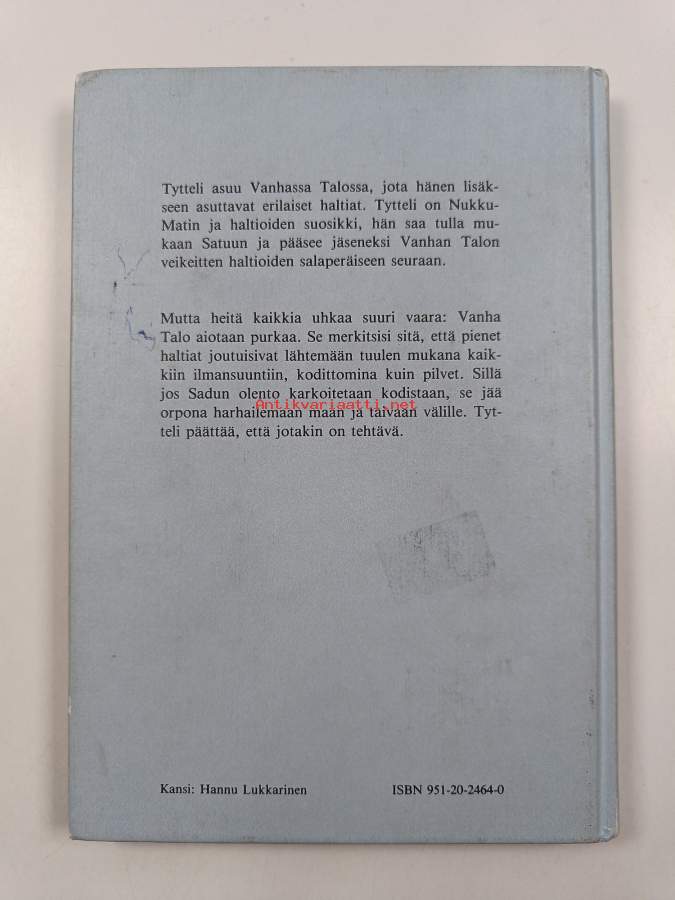 Tytteli asuu Vanhassa Talossa, jota hänen lisäk-
seen asuttavat erilaiset haltiat. Tytteli on Nukku-
Matin ja haltioiden suosikki, hän saa tulla mu-
kaan Satuun ja pääsee jäseneksi Vanhan Talon
veikeitten haltioiden salaperäiseen seuraan.
Mutta heitä kaikkia uhkaa suuri vaara: Vanha
Talo aiotaan purkaa. Se merkitsisi sitä, että pienet
haltiat joutuisivat lähtemään tuulen mukana kaik-
kiin ilmansuuntiin, kodittomina kuin pilvet. Sillä
jos Sadun olento karkoitetaan kodistaan, se jää
Antikvariaatti.net
orpona harhailemaan maan ja taivaan välille. Tyt-
teli päättää, että jotakin on tehtävä.
Kansi: Hannu Lukkarinen
ISBN 951-20-2464-0